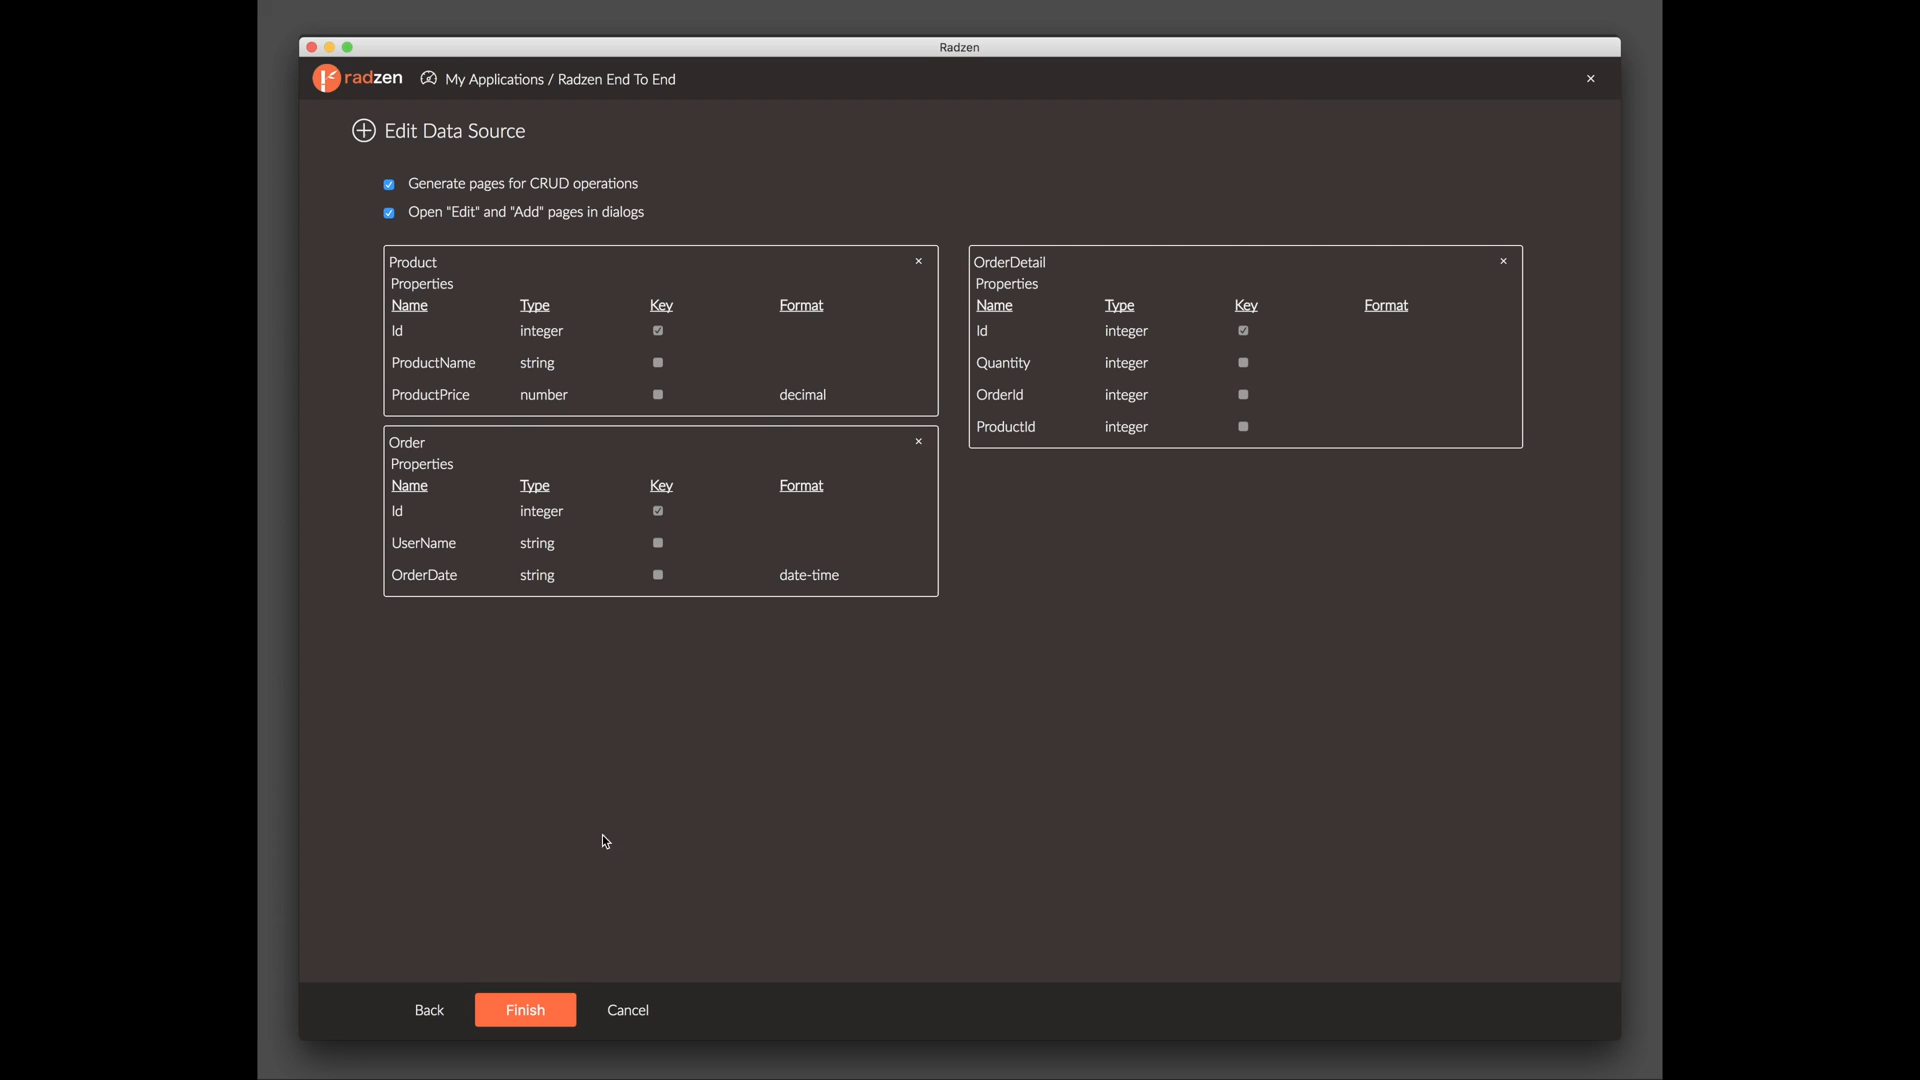 Radzen
radzen My Applications / Radzen End To End
Edit Data Source
Generate pages for CRUD operations
Open "Edit" and "Add" pages in dialogs
Product
Properties
Name Type Key Format
Id integer
ProductName string
ProductPrice number decimal
Order
Properties
Name Type Key Format
Id integer
UserName string
OrderDate string date-time
OrderDetail
Properties
Name Type Key Format
Id integer
Quantity integer
OrderId integer
ProductId integer
Back Finish Cancel